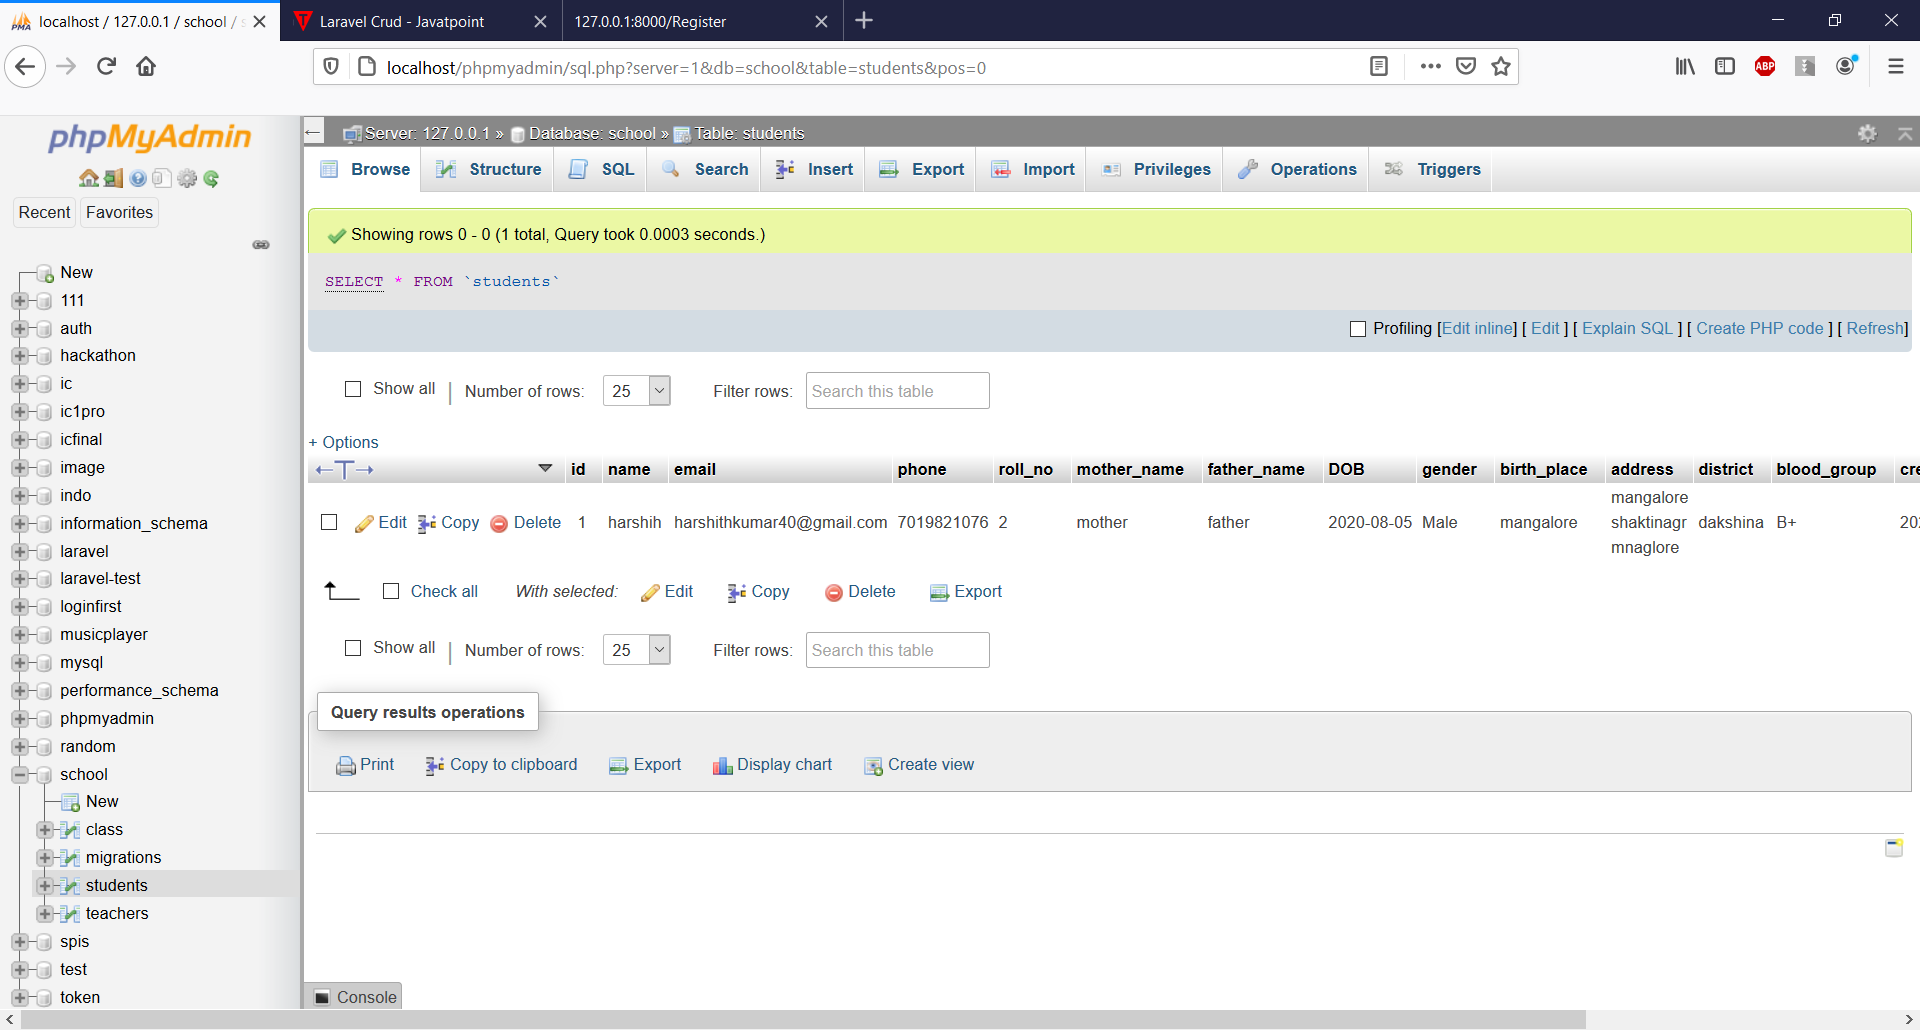 localhost / 127.0.0.1 / school / s
Laravel Crud - Javatpoint
127.0.0.1:8000/Register
localhost/phpmyadmin/sql.php?server=1&db=school&table=students&pos=0
ABP
phpMyAdmin
Recent Favorites
New
111
auth
hackathon
ic
ic1pro
icfinal
image
indo
information_schema
laravel
laravel-test
loginfirst
musicplayer
mysql
performance_schema
phpmyadmin
random
school
New
class
migrations
students
teachers
spis
test
token
Server: 127.0.0.1 » Database: school » Table: students
Browse Structure SQL Search Insert Export Import Privileges Operations Triggers
Showing rows 0 - 0 (1 total, Query took 0.0003 seconds.)
SELECT * FROM `students`
Profiling [Edit inline] [ Edit ] [ Explain SQL ] [ Create PHP code ] [ Refresh]
Show all | Number of rows: 25 Filter rows: Search this table
+ Options
←T→ id name email phone roll_no mother_name father_name DOB gender birth_place address district blood_group cre
Edit Copy Delete 1 harshih harshithkumar40@gmail.com 7019821076 2 mother father 2020-08-05 Male mangalore mangalore shaktinagr mnaglore dakshina B+ 202
Check all With selected: Edit Copy Delete Export
Show all | Number of rows: 25 Filter rows: Search this table
Query results operations
Print Copy to clipboard Export Display chart Create view
Console